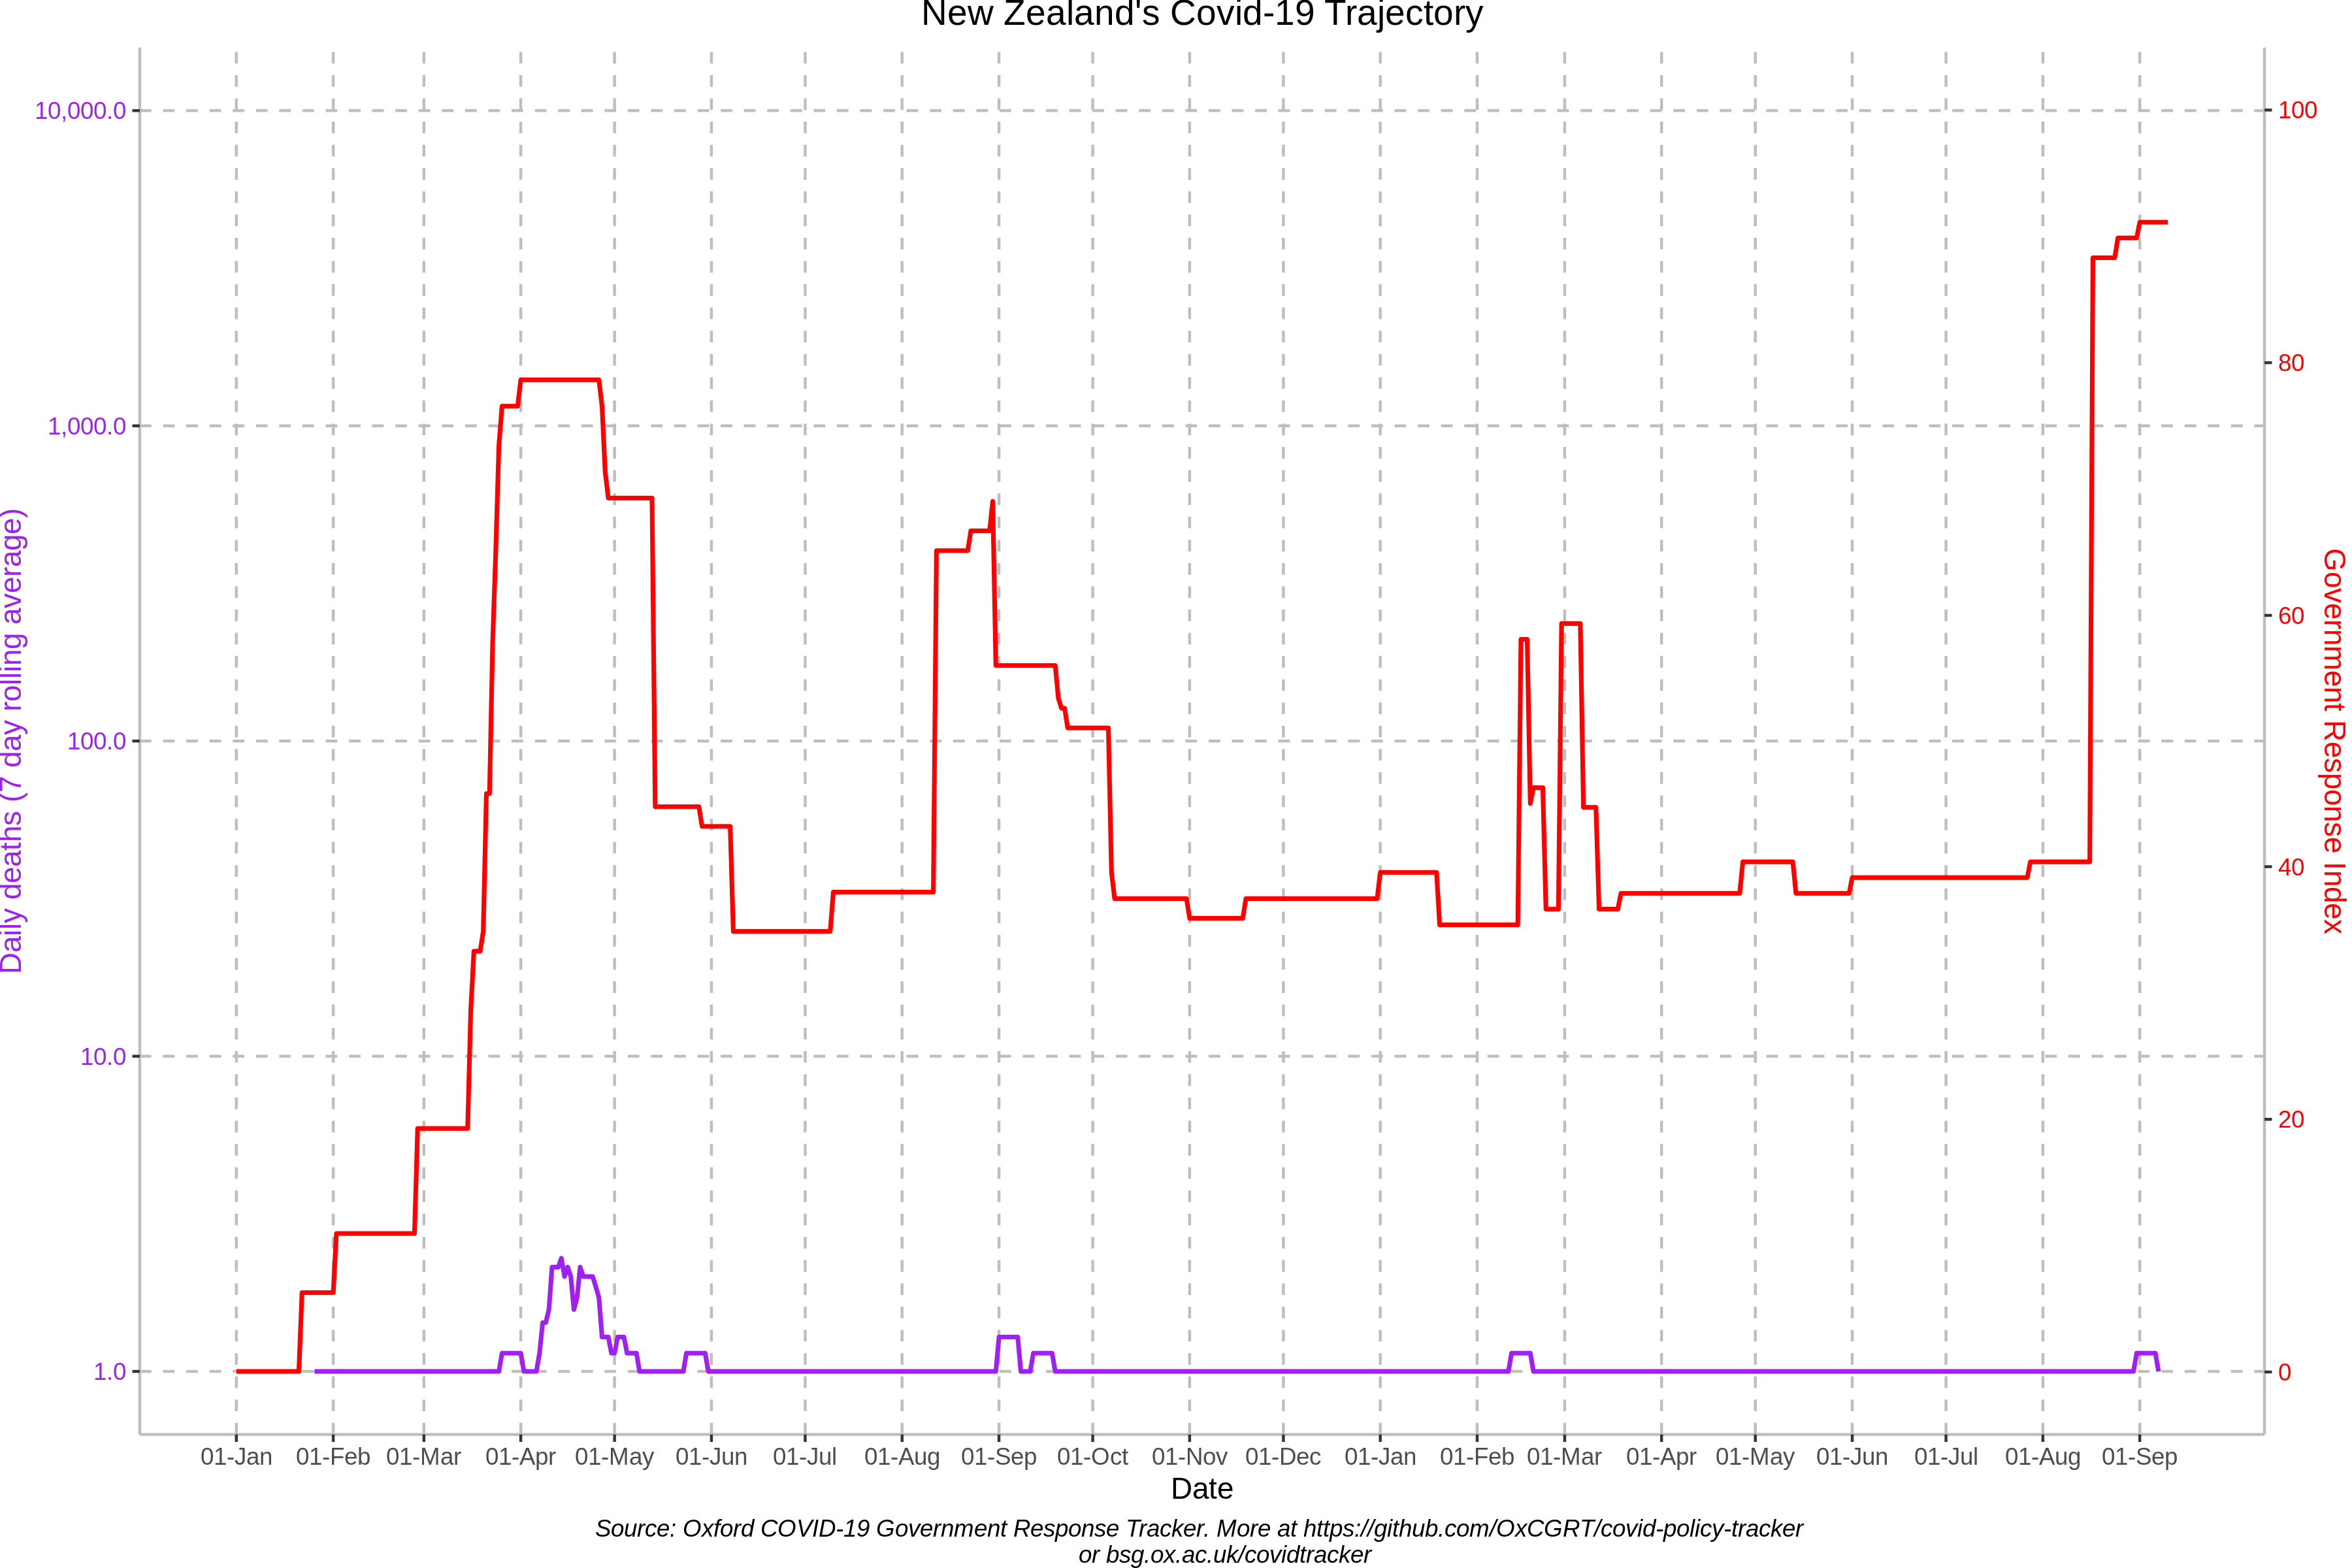 New Zealand's Covid-19 Trajectory
10,000.0
1,000.0
100.0
10.0
1.0
Daily deaths (7 day rolling average)
100
80
60
40
20
0
Government Response Index
01-Jan 01-Feb 01-Mar 01-Apr 01-May 01-Jun 01-Jul 01-Aug 01-Sep 01-Oct 01-Nov 01-Dec 01-Jan 01-Feb 01-Mar 01-Apr 01-May 01-Jun 01-Jul 01-Aug 01-Sep
Date
Source: Oxford COVID-19 Government Response Tracker. More at https://github.com/OxCGRT/covid-policy-tracker
or bsg.ox.ac.uk/covidtracker